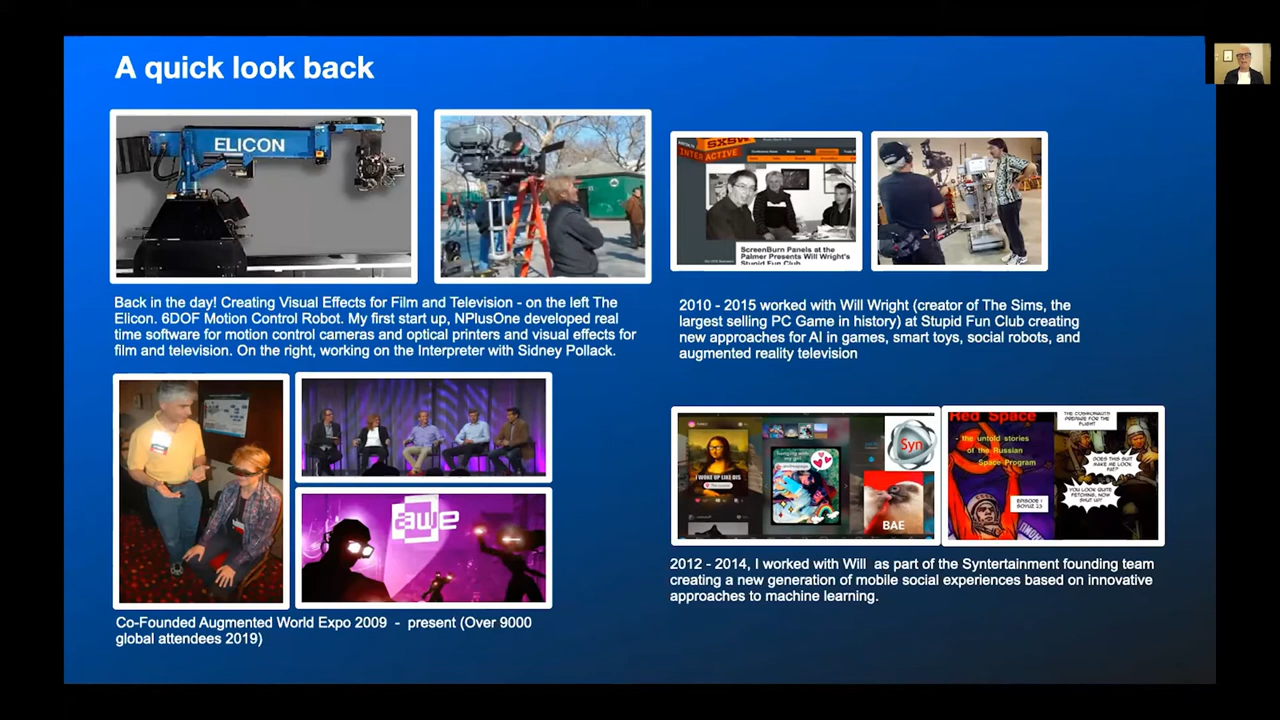 A quick look back
ELICON
INTERACTIVE
ScreenBurn Panels at the
Palmer Presents Will Wright's
Stupid Fun Club
Back in the day! Creating Visual Effects for Film and Television - on the left The
Elicon. 6DOF Motion Control Robot. My first start up, NPlusOne developed real
time software for motion control cameras and optical printers and visual effects for
film and television. On the right, working on the Interpreter with Sidney Pollack.
2010 - 2015 worked with Will Wright (creator of The Sims, the
largest selling PC Game in history) at Stupid Fun Club creating
new approaches for AI in games, smart toys, social robots, and
augmented reality television
awe
Co-Founded Augmented World Expo 2009 - present (Over 9000
global attendees 2019)
I WOKE UP LIKE DIS
hanging with
my girl
Syn
BAE
Red Space
- the untold stories
of the Russian
Space Program
EPISODE I
SOYUZ 13
THE COSMONAUTS
PREPARE FOR THE
FLIGHT
DOES THIS SUIT
MAKE ME LOOK
FAT?
YOU LOOK QUITE
FETCHING, NOW
SHUT UP!
2012 - 2014, I worked with Will as part of the Syntertainment founding team
creating a new generation of mobile social experiences based on innovative
approaches to machine learning.